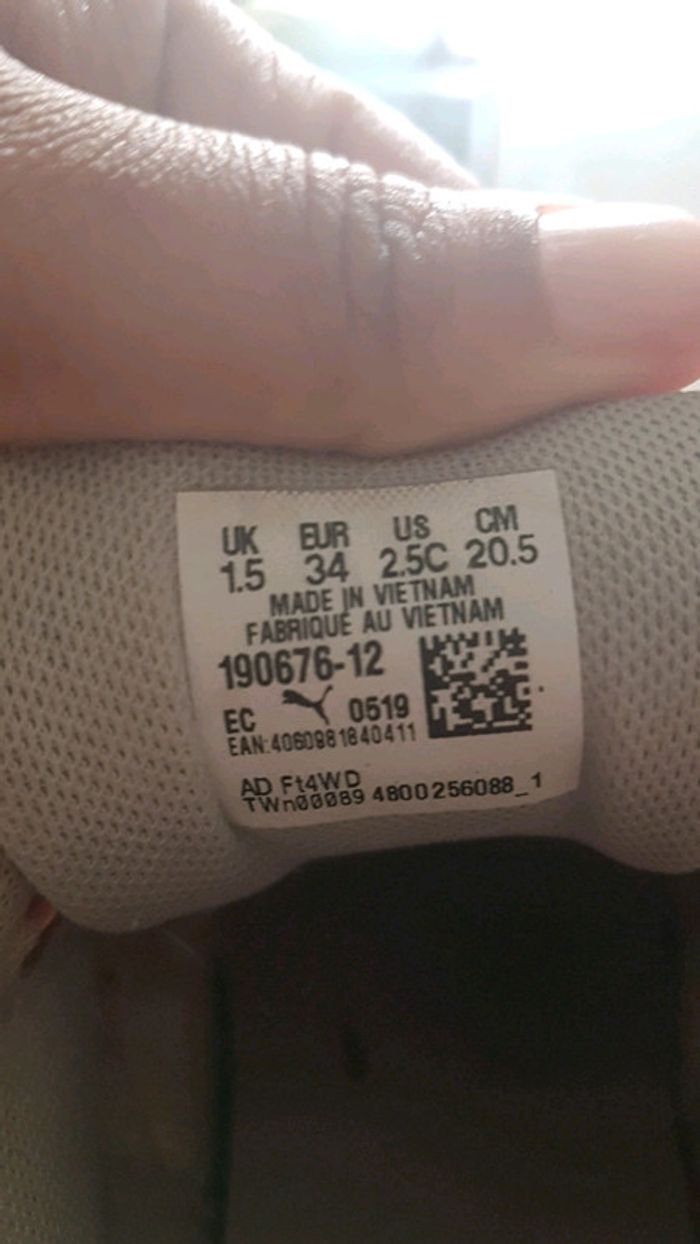 UK EUR US CM
1.5 34 2.5C 20.5
MADE IN VIETNAM
FABRIQUÉ AU VIETNAM
190676-12
EC 0519
EAN:4060981840411
AD Ft4WD
TWn00089 4800256088_1